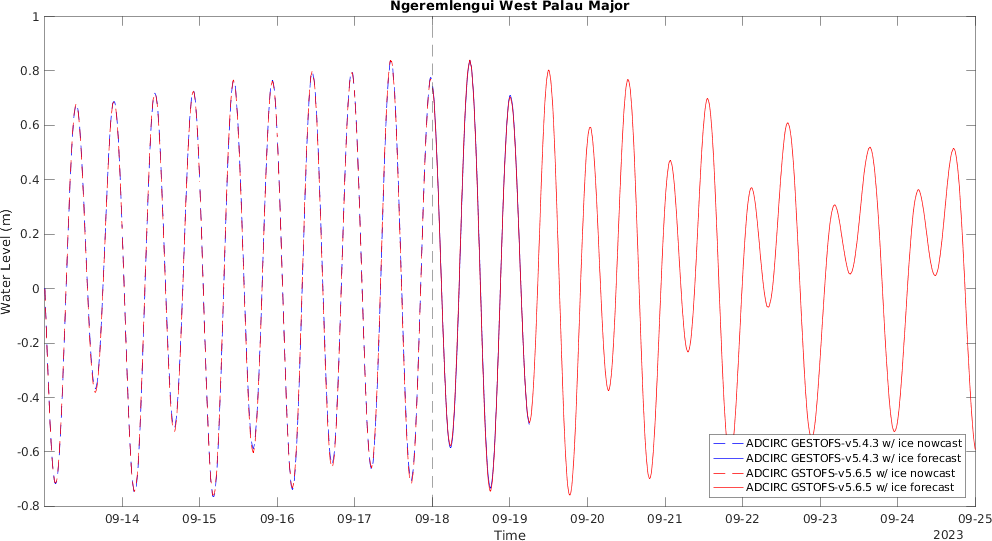 Ngeremlengui West Palau Major
Water Level (m)
1
0.8
0.6
0.4
0.2
0
-0.2
-0.4
-0.6
-0.8
ADCIRC GESTOFS-v5.4.3 w/ ice nowcast
ADCIRC GESTOFS-v5.4.3 w/ ice forecast
ADCIRC GSTOFS-v5.6.5 w/ ice nowcast
ADCIRC GSTOFS-v5.6.5 w/ ice forecast
09-14 09-15 09-16 09-17 09-18 09-19 09-20 09-21 09-22 09-23 09-24 09-25
Time
2023